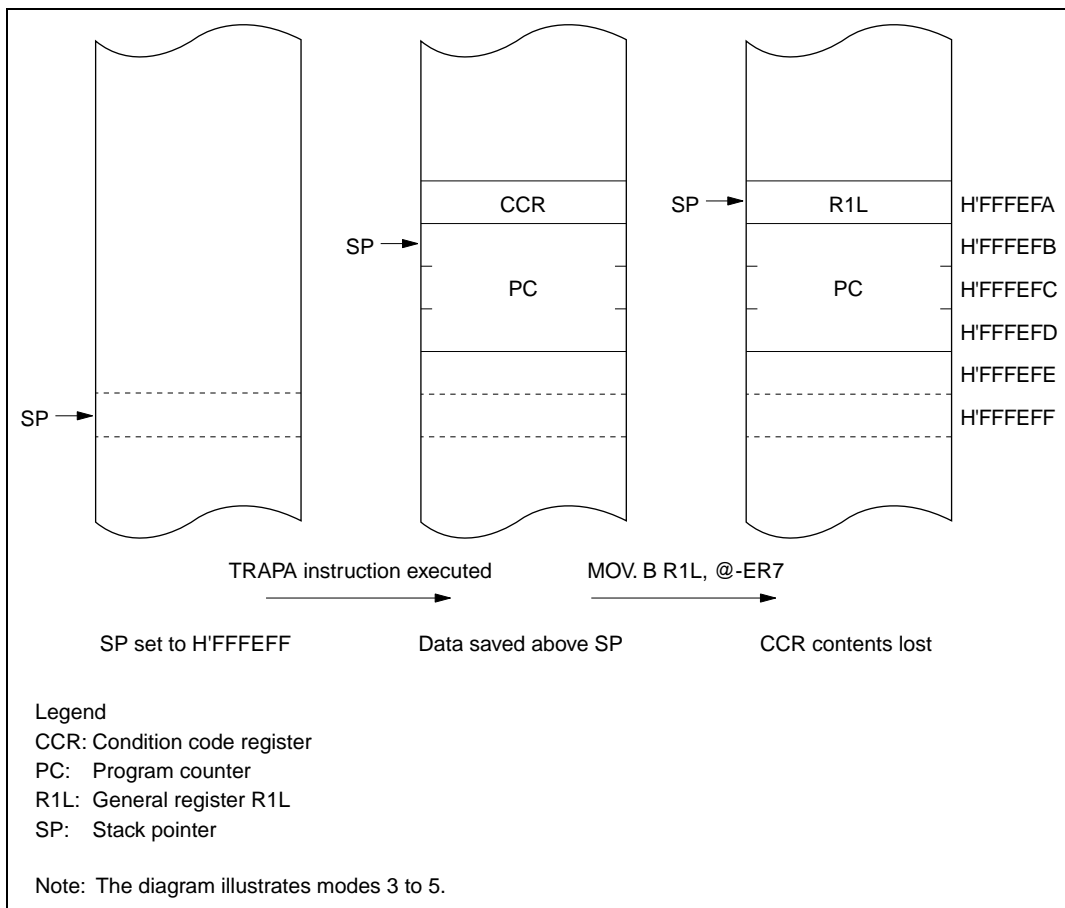 CCR
SP
R1L
H'FFFEFA
SP
H'FFFEFB
PC
PC
H'FFFEFC
H'FFFEFD
H'FFFEFE
SP
H'FFFEFF
TRAPA instruction executed
MOV. B R1L, @-ER7
SP set to H'FFFEFF
Data saved above SP
CCR contents lost
Legend
CCR: Condition code register
PC: Program counter
R1L: General register R1L
SP: Stack pointer
Note: The diagram illustrates modes 3 to 5.